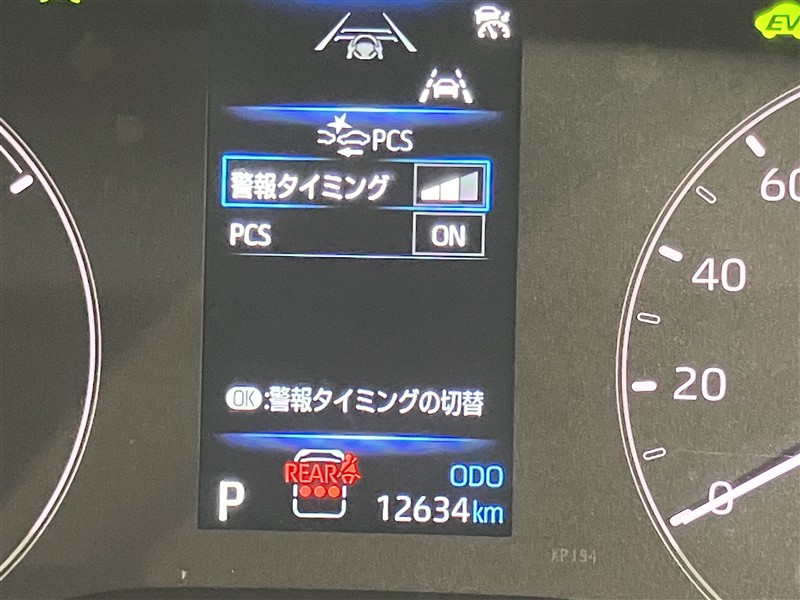 EV
PCS
警報タイミング
PCS ON
60
40
20
0
OK:警報タイミングの切替
REAR
ODO
P
12634km
XP194